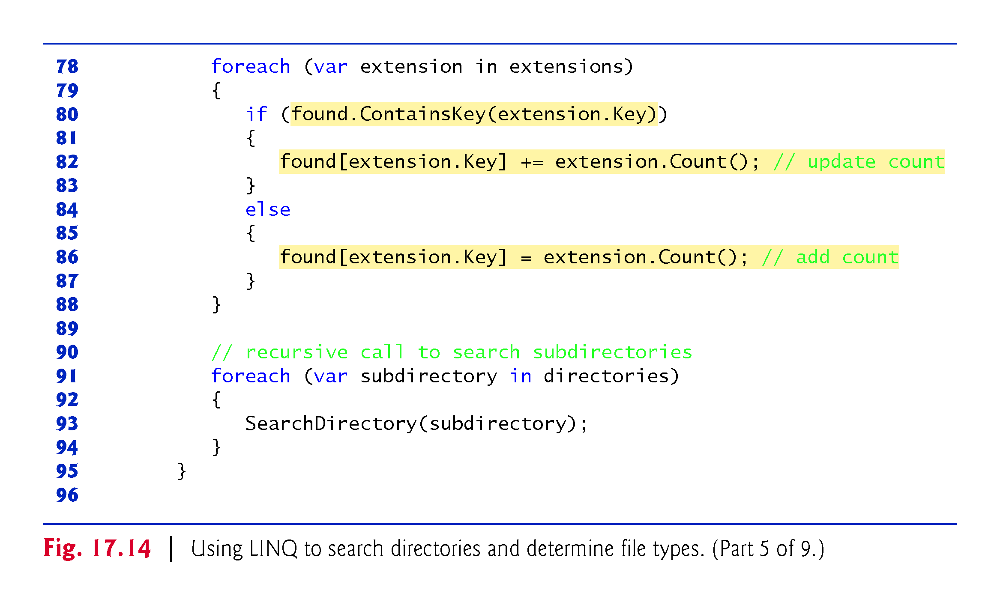 78 foreach (var extension in extensions)
79 {
80 if (found.ContainsKey(extension.Key))
81 {
82 found[extension.Key] += extension.Count(); // update count
83 }
84 else
85 {
86 found[extension.Key] = extension.Count(); // add count
87 }
88 }
89
90 // recursive call to search subdirectories
91 foreach (var subdirectory in directories)
92 {
93 SearchDirectory(subdirectory);
94 }
95 }
96
Fig. 17.14 | Using LINQ to search directories and determine file types. (Part 5 of 9.)